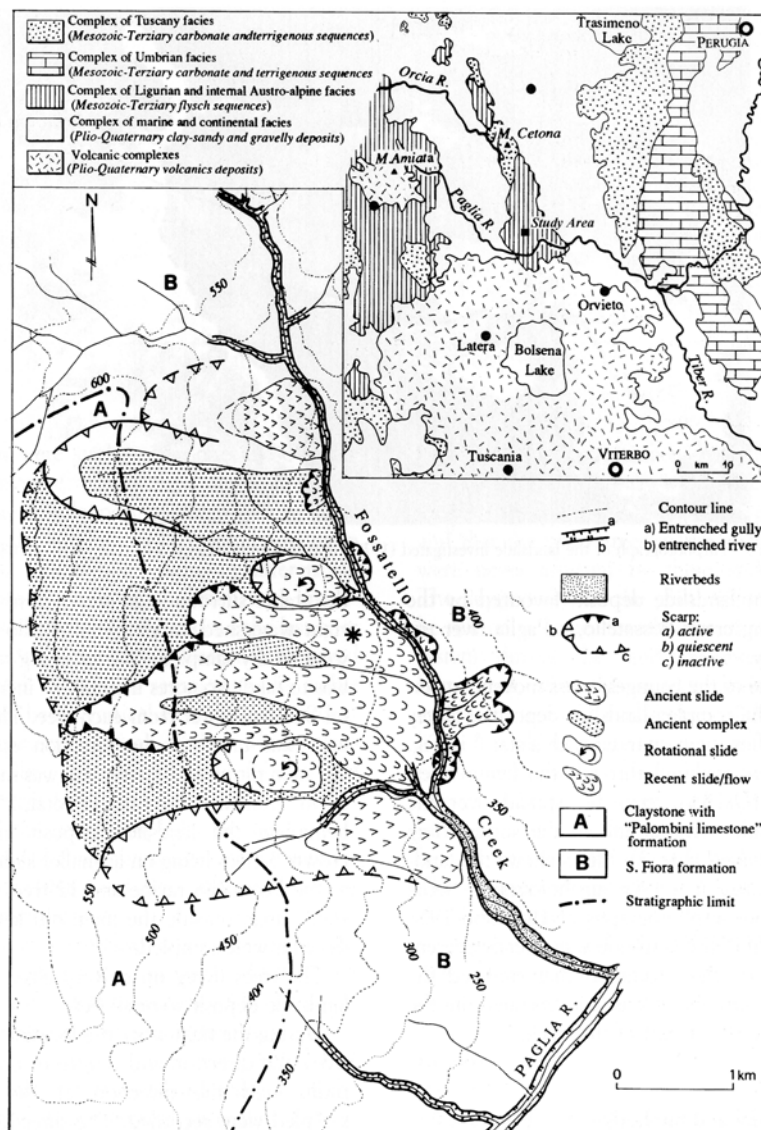 Complex of Tuscany facies
(Mesozoic-Terziary carbonate andterrigenous sequences)
Complex of Umbrian facies
(Mesozoic-Terziary carbonate and terrigenous sequences
Complex of Ligurian and internal Austro-alpine facies
(Mesozoic-Terziary flysch sequences)
Complex of marine and continental facies
(Plio-Quaternary clay-sandy and gravelly deposits)
Volcanic complexes
(Plio-Quaternary volcanics deposits)
Trasimeno
Lake
PERUGIA
Orcia R.
M. Cetona
M.Amiata
Paglia R.
Study Area
Orvieto
Latera
Bolsena
Lake
Tiber R.
Tuscania
VITERBO
0 km 10
N
B
550
600
A
Fossatello
B
400
350
Creek
550
500
450
400
350
A
B
300
250
PAGLIA R.
Contour line
a
b
a) Entrenched gully
b) entrenched river
Riverbeds
Scarp:
a) active
b) quiescent
c) inactive
a
b
c
Ancient slide
Ancient complex
Rotational slide
Recent slide/flow
A
Claystone with
"Palombini limestone"
formation
B
S. Fiora formation
Stratigraphic limit
0 1 km